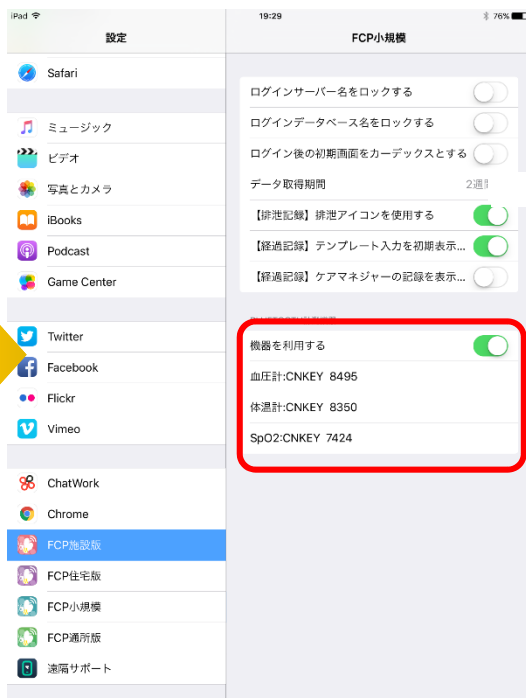 iPad 19:29 76%
設定 FCP小規模
Safari
ミュージック
ビデオ
写真とカメラ
iBooks
Podcast
Game Center
Twitter
Facebook
Flickr
Vimeo
ChatWork
Chrome
FCP施設版
FCP住宅版
FCP小規模
FCP通所版
遠隔サポート
ログインサーバー名をロックする
ログインデータベース名をロックする
ログイン後の初期画面をカーデックスとする
データ取得期間 2週
【排泄記録】排泄アイコンを使用する
【経過記録】テンプレート入力を初期表示...
【経過記録】ケアマネジャーの記録を表示...
機器を利用する
血圧計:CNKEY 8495
体温計:CNKEY 8350
SpO2:CNKEY 7424